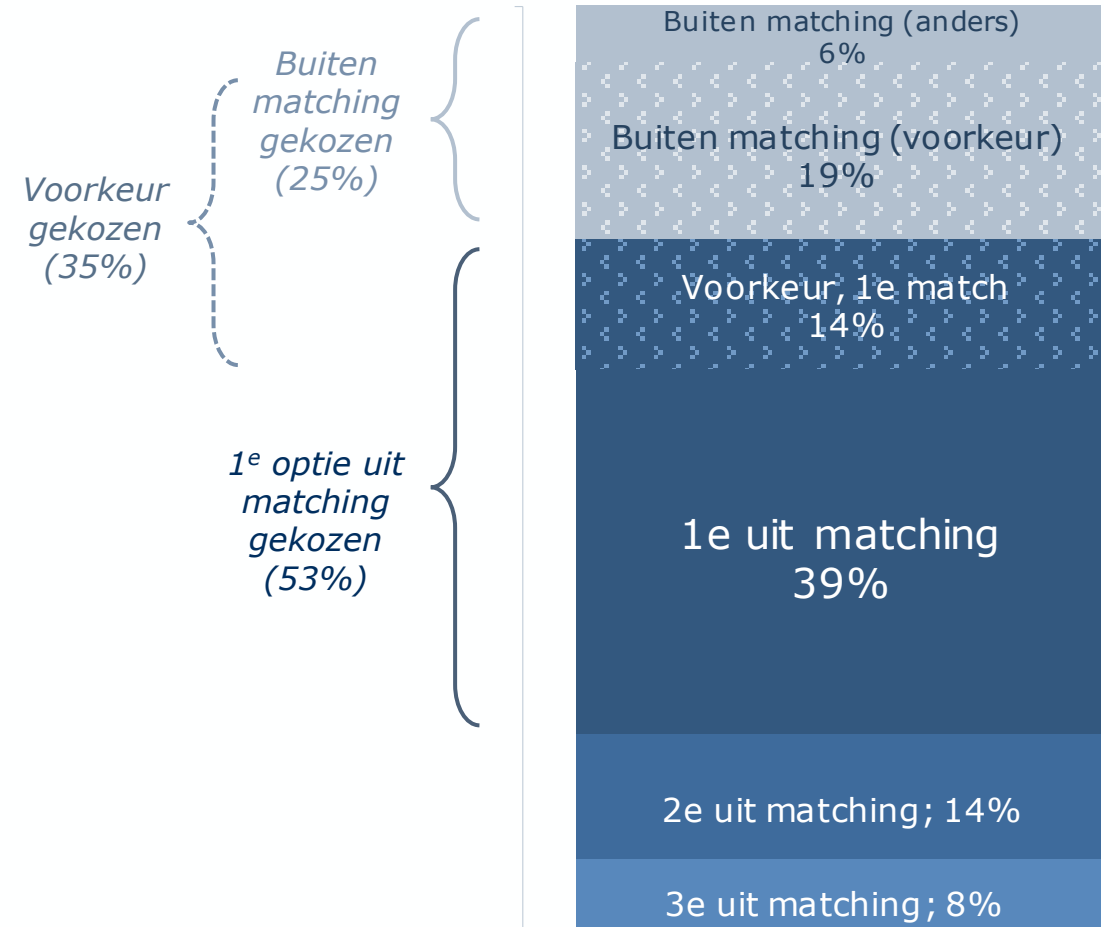 Voorkeur
gekozen
(35%)
Buiten
matching
gekozen
(25%)
1e optie uit
matching
gekozen
(53%)
Buiten matching (anders)
6%
Buiten matching (voorkeur)
19%
Voorkeur, 1e match
14%
1e uit matching
39%
2e uit matching; 14%
3e uit matching; 8%